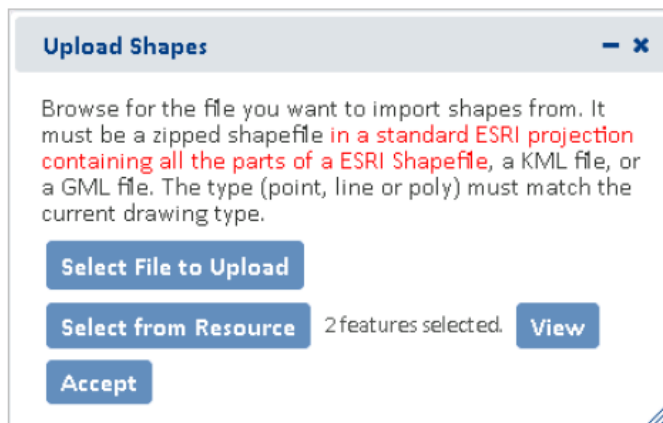 Upload Shapes
Browse for the file you want to import shapes from. It
must be a zipped shapefile in a standard ESRI projection
containing all the parts of a ESRI Shapefile, a KML file, or
a GML file. The type (point, line or poly) must match the
current drawing type.
Select File to Upload
Select from Resource 2 features selected. View
Accept